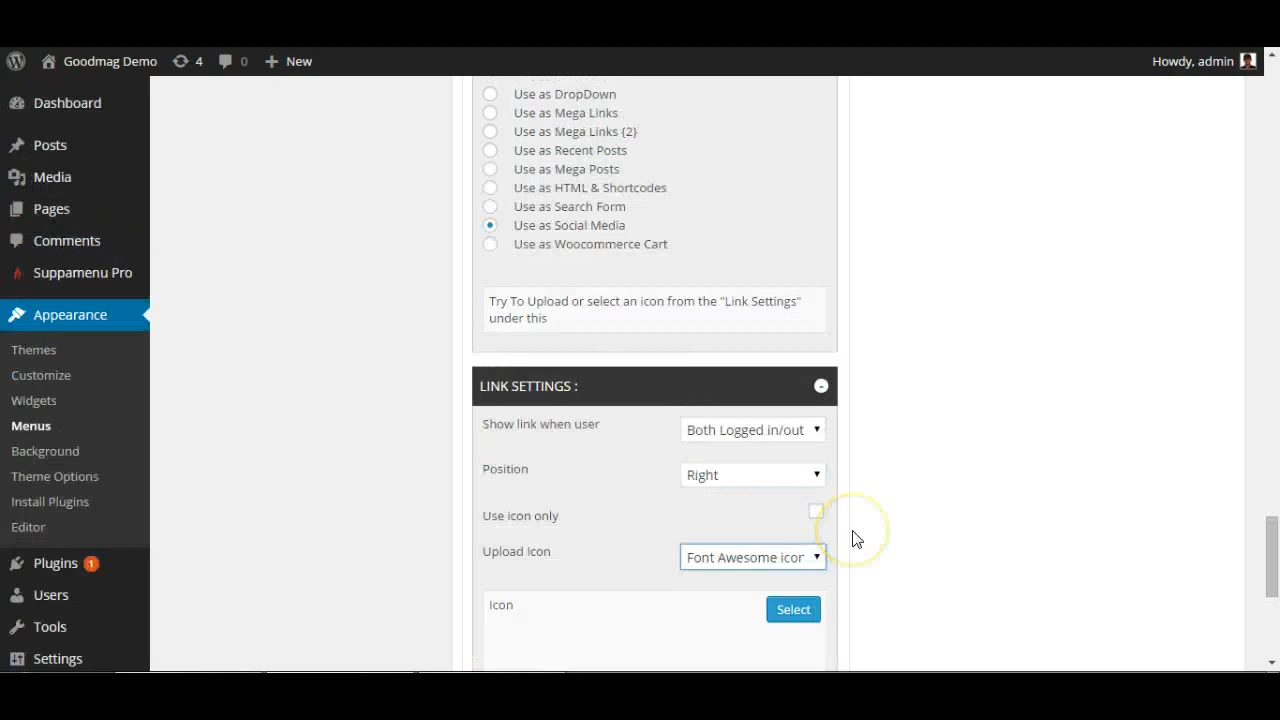 Goodmag Demo 4 0 New Howdy, admin
Dashboard
Posts
Media
Pages
Comments
Suppamenu Pro
Appearance
Themes
Customize
Widgets
Menus
Background
Theme Options
Install Plugins
Editor
Plugins 1
Users
Tools
Settings
Use as DropDown
Use as Mega Links
Use as Mega Links {2}
Use as Recent Posts
Use as Mega Posts
Use as HTML & Shortcodes
Use as Search Form
Use as Social Media
Use as Woocommerce Cart
Try To Upload or select an icon from the "Link Settings"
under this
LINK SETTINGS :
Show link when user Both Logged in/out
Position Right
Use icon only
Upload Icon Font Awesome icor
Icon Select